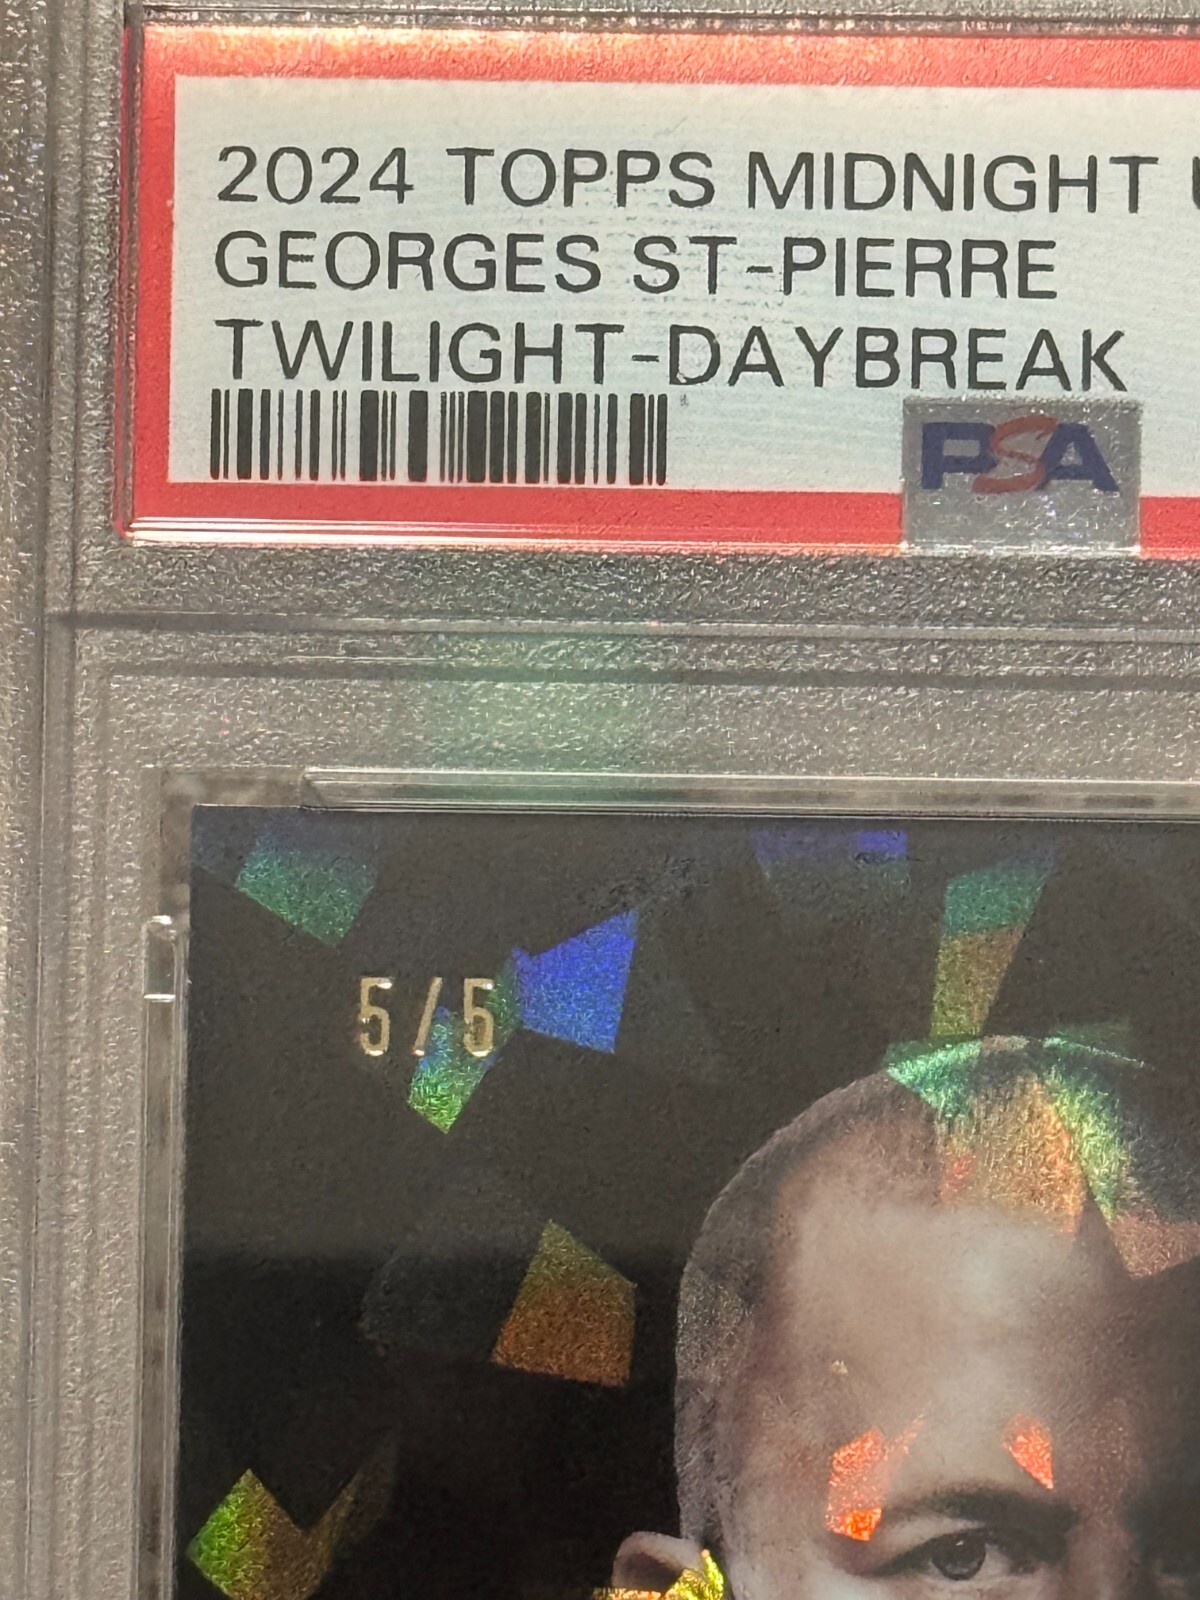 2024 TOPPS MIDNIGHT
GEORGES ST-PIERRE
TWILIGHT-DAYBREAK
PSA
5/5